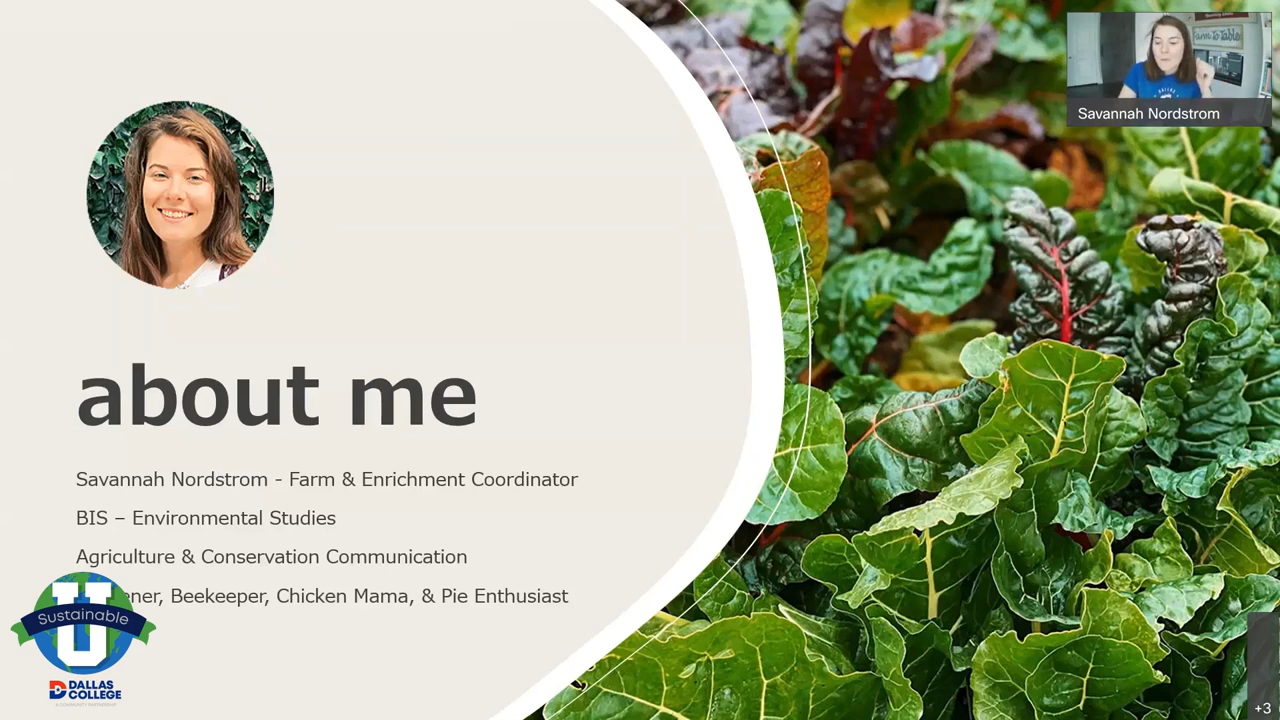 Farm To Table
Savannah Nordstrom
about me
Savannah Nordstrom - Farm & Enrichment Coordinator
BIS – Environmental Studies
Agriculture & Conservation Communication
ener, Beekeeper, Chicken Mama, & Pie Enthusiast
U
Sustainable
DALLAS
COLLEGE
+3